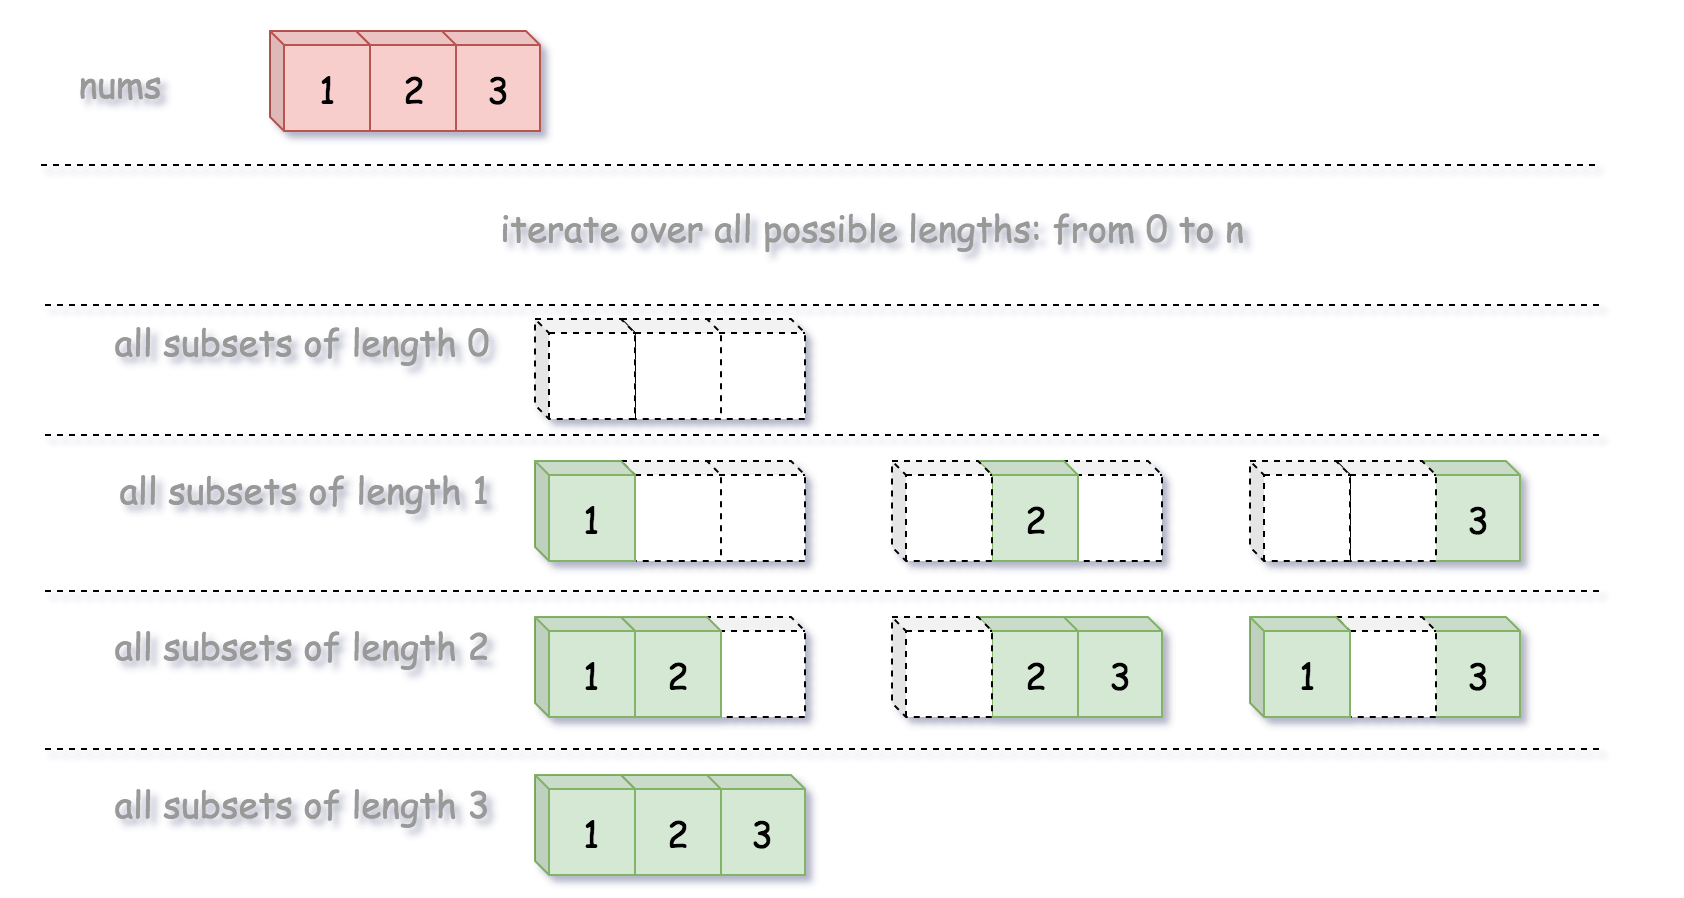 nums 1 2 3
iterate over all possible lengths: from 0 to n
all subsets of length 0
all subsets of length 1 1 2 3
all subsets of length 2 1 2 2 3 1 3
all subsets of length 3 1 2 3